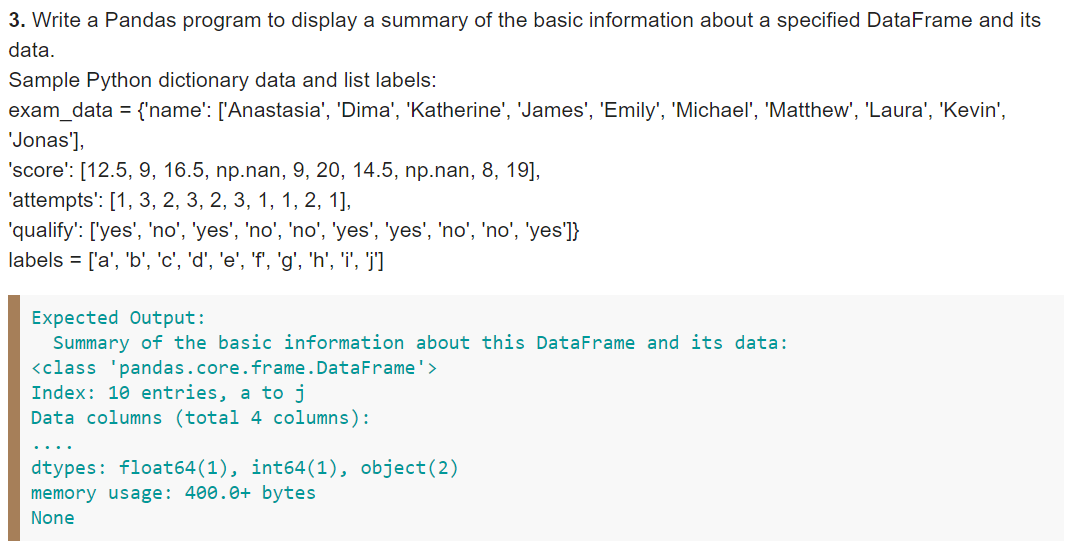 3. Write a Pandas program to display a summary of the basic information about a specified DataFrame and its
data.
Sample Python dictionary data and list labels:
exam_data = {'name': ['Anastasia', 'Dima', 'Katherine', 'James', 'Emily', 'Michael', 'Matthew', 'Laura', 'Kevin',
'Jonas'],
'score': [12.5, 9, 16.5, np.nan, 9, 20, 14.5, np.nan, 8, 19],
'attempts': [1, 3, 2, 3, 2, 3, 1, 1, 2, 1],
'qualify': ['yes', 'no', 'yes', 'no', 'no', 'yes', 'yes', 'no', 'no', 'yes']}
labels = ['a', 'b', 'c', 'd', 'e', 'f', 'g', 'h', 'i', 'j']
Expected Output:
Summary of the basic information about this DataFrame and its data:
<class 'pandas.core.frame.DataFrame'>
Index: 10 entries, a to j
Data columns (total 4 columns):
....
dtypes: float64(1), int64(1), object(2)
memory usage: 400.0+ bytes
None